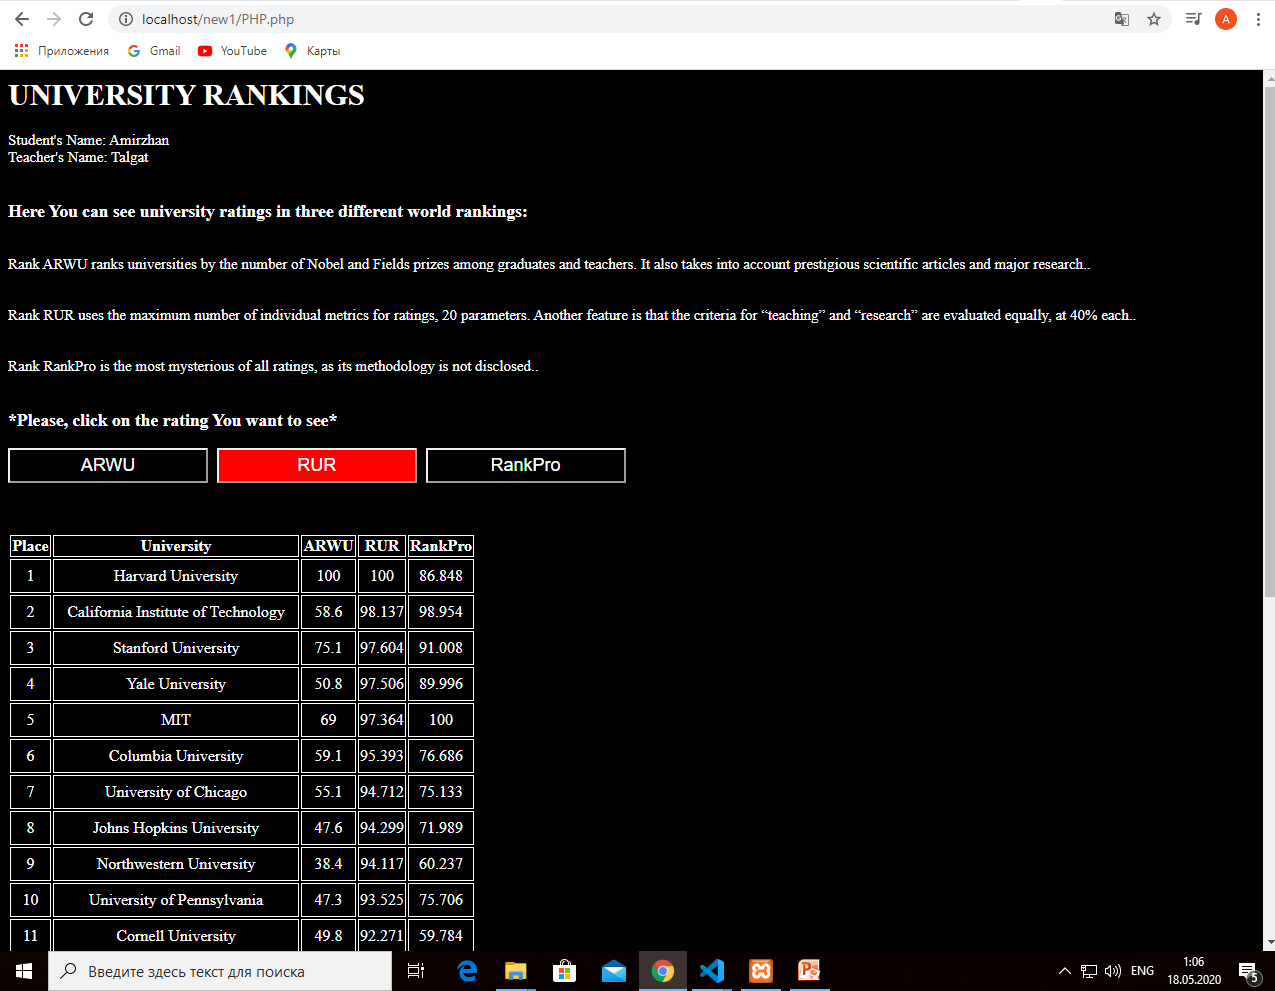 localhost/new1/PHP.php
A
Приложения Gmail YouTube Карты
UNIVERSITY RANKINGS
Student's Name: Amirzhan
Teacher's Name: Talgat
Here You can see university ratings in three different world rankings:
Rank ARWU ranks universities by the number of Nobel and Fields prizes among graduates and teachers. It also takes into account prestigious scientific articles and major research..
Rank RUR uses the maximum number of individual metrics for ratings, 20 parameters. Another feature is that the criteria for “teaching” and “research” are evaluated equally, at 40% each..
Rank RankPro is the most mysterious of all ratings, as its methodology is not disclosed..
*Please, click on the rating You want to see*
ARWU RUR RankPro
Place University ARWU RUR RankPro
1 Harvard University 100 100 86.848
2 California Institute of Technology 58.6 98.137 98.954
3 Stanford University 75.1 97.604 91.008
4 Yale University 50.8 97.506 89.996
5 MIT 69 97.364 100
6 Columbia University 59.1 95.393 76.686
7 University of Chicago 55.1 94.712 75.133
8 Johns Hopkins University 47.6 94.299 71.989
9 Northwestern University 38.4 94.117 60.237
10 University of Pennsylvania 47.3 93.525 75.706
11 Cornell University 49.8 92.271 59.784
Введите здесь текст для поиска
ENG
1:06
18.05.2020
5